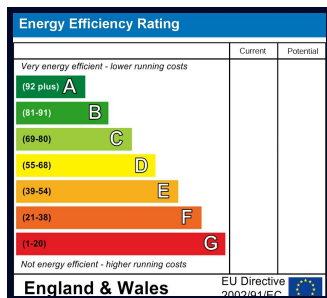 Energy Efficiency Rating
Current Potential
Very energy efficient - lower running costs
(92 plus) A
(81-91) B
(69-80) C
(55-68) D
(39-54) E
(21-38) F
(1-20) G
Not energy efficient - higher running costs
England & Wales
EU Directive
2002/91/EC